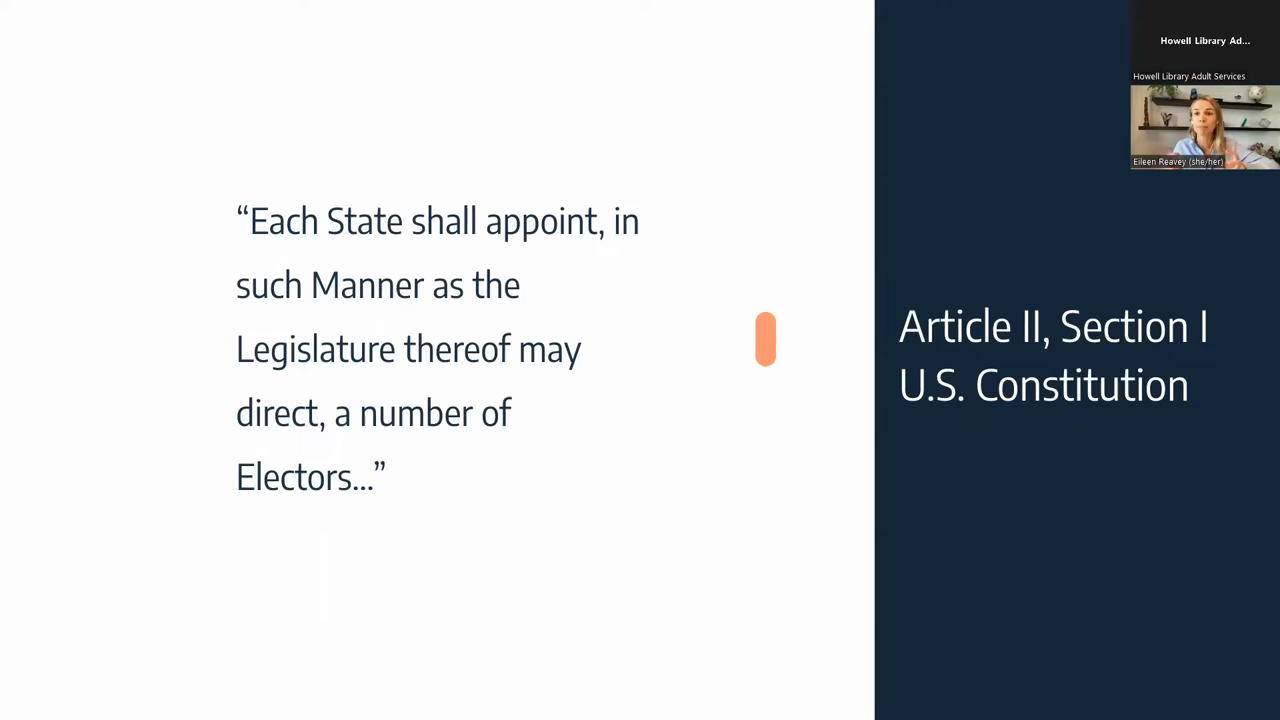 Howell Library Ad...
Howell Library Adult Services
Eileen Reavey (she/her)
“Each State shall appoint, in
such Manner as the
Legislature thereof may
direct, a number of
Electors...”
Article II, Section I
U.S. Constitution